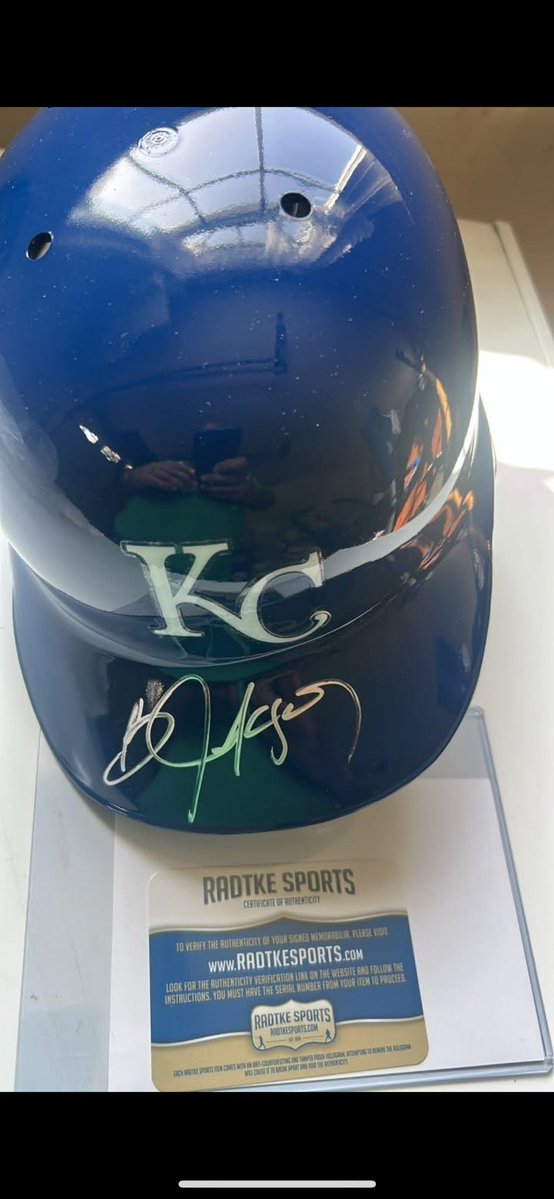 KC
Bo Jackson
RADTKE SPORTS
CERTIFICATE OF AUTHENTICITY
TO VERIFY THE AUTHENTICITY OF YOUR SIGNED MEMORABILIA, PLEASE VISIT
WWW.RADTKESPORTS.COM
LOOK FOR THE AUTHENTICITY VERIFICATION LINK ON THE WEBSITE AND FOLLOW THE
INSTRUCTIONS. YOU MUST HAVE THE SERIAL NUMBER FROM YOUR ITEM TO PROCEED.
RADTKE SPORTS
RADTKESPORTS.COM
EACH RADTKE SPORTS ITEM COMES WITH AN ANTI-COUNTERFEITING AND TAMPER PROOF HOLOGRAM, ATTEMPTING TO REMOVE THE HOLOGRAM
WILL CAUSE IT TO BREAK APART AND VOID THE AUTHENTICITY